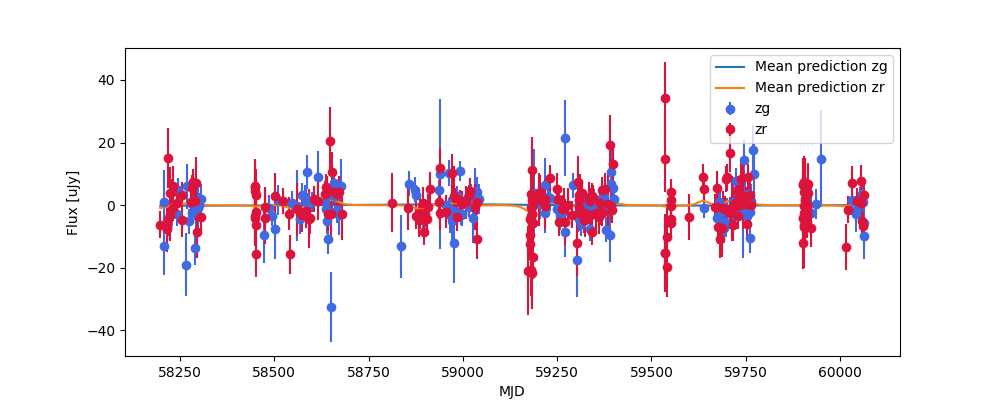 Mean prediction zg
Mean prediction zr
zg
zr
Flux [uJy]
40
20
0
−20
−40
58250
58500
58750
59000
59250
59500
59750
60000
MJD